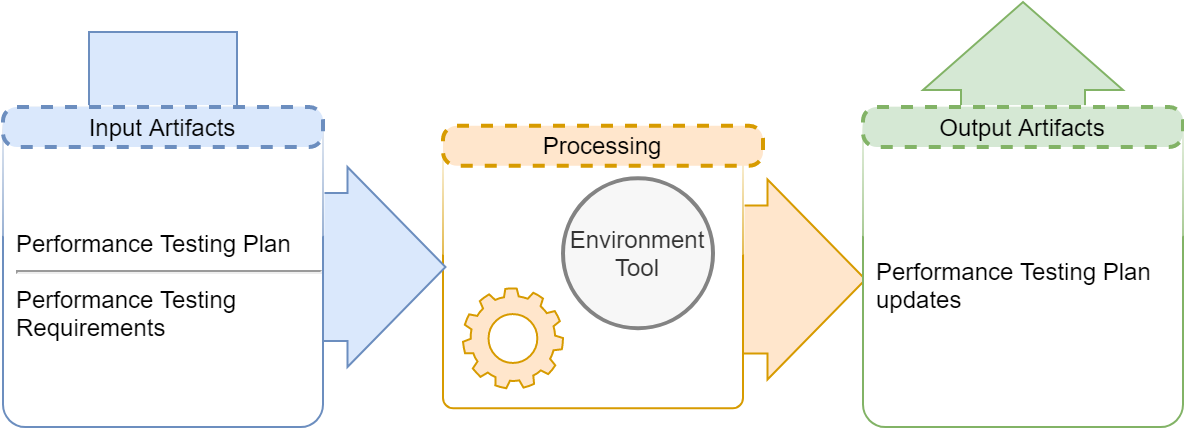 Input Artifacts
Performance Testing Plan
Performance Testing
Requirements
Processing
Environment
Tool
Output Artifacts
Performance Testing Plan
updates